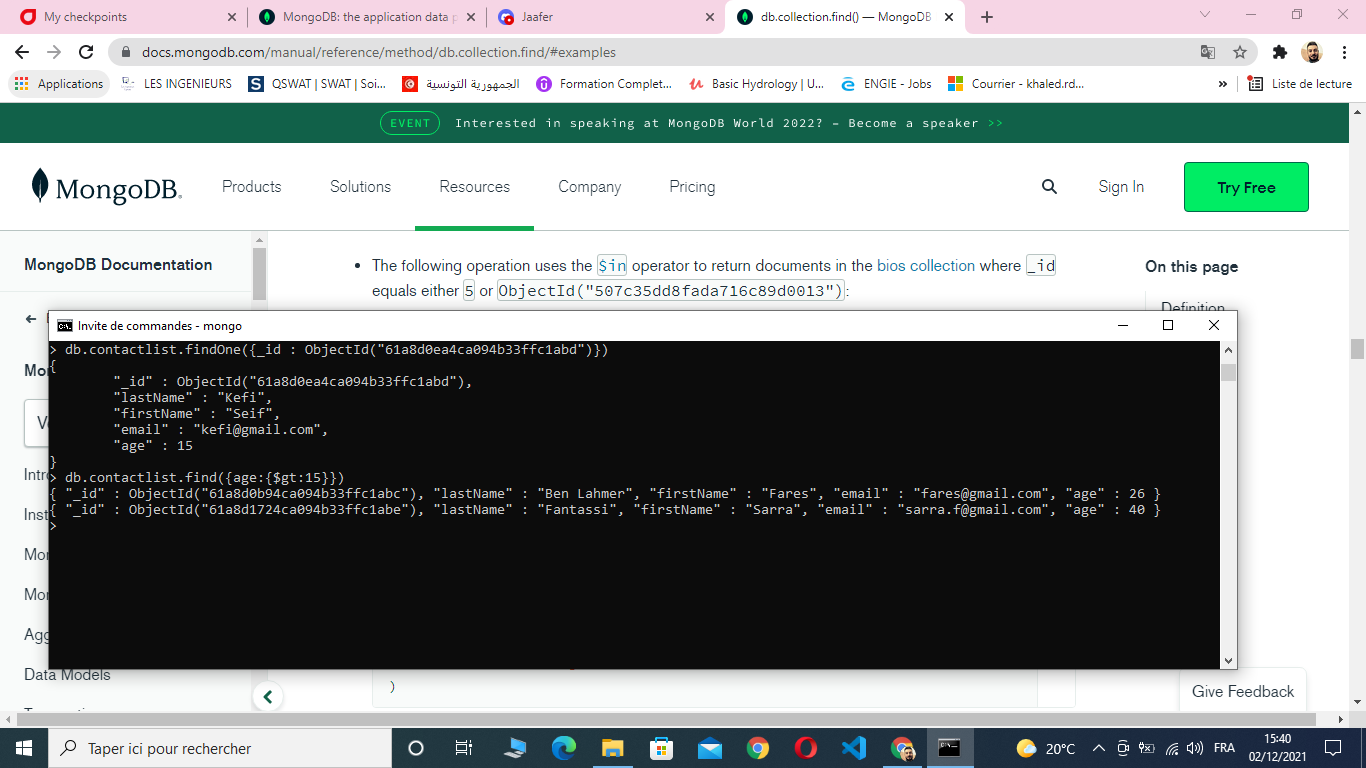 My checkpoints
MongoDB: the application data p
Jaafer
db.collection.find() — MongoDB
docs.mongodb.com/manual/reference/method/db.collection.find/#examples
Applications
LES INGENIEURS
QSWAT | SWAT | Soi...
الجمهورية التونسية
Formation Complet...
Basic Hydrology | U...
ENGIE - Jobs
Courrier - khaled.rd...
»
Liste de lecture
EVENT
Interested in speaking at MongoDB World 2022? – Become a speaker >>
MongoDB.
Products
Solutions
Resources
Company
Pricing
Sign In
Try Free
MongoDB Documentation
The following operation uses the $in operator to return documents in the bios collection where _id
equals either 5 or ObjectId("507c35dd8fada716c89d0013"):
On this page
Definition
Invite de commandes - mongo
> db.contactlist.findOne({_id : ObjectId("61a8d0ea4ca094b33ffc1abd")})
{
"_id" : ObjectId("61a8d0ea4ca094b33ffc1abd"),
"lastName" : "Kefi",
"firstName" : "Seif",
"email" : "kefi@gmail.com",
"age" : 15
}
> db.contactlist.find({age:{$gt:15}})
{ "_id" : ObjectId("61a8d0b94ca094b33ffc1abc"), "lastName" : "Ben Lahmer", "firstName" : "Fares", "email" : "fares@gmail.com", "age" : 26 }
{ "_id" : ObjectId("61a8d1724ca094b33ffc1abe"), "lastName" : "Fantassi", "firstName" : "Sarra", "email" : "sarra.f@gmail.com", "age" : 40 }
>
Intr
Inst
Mon
Mon
Agg
Data Models
)
Give Feedback
Taper ici pour rechercher
20°C
FRA
15:40
02/12/2021